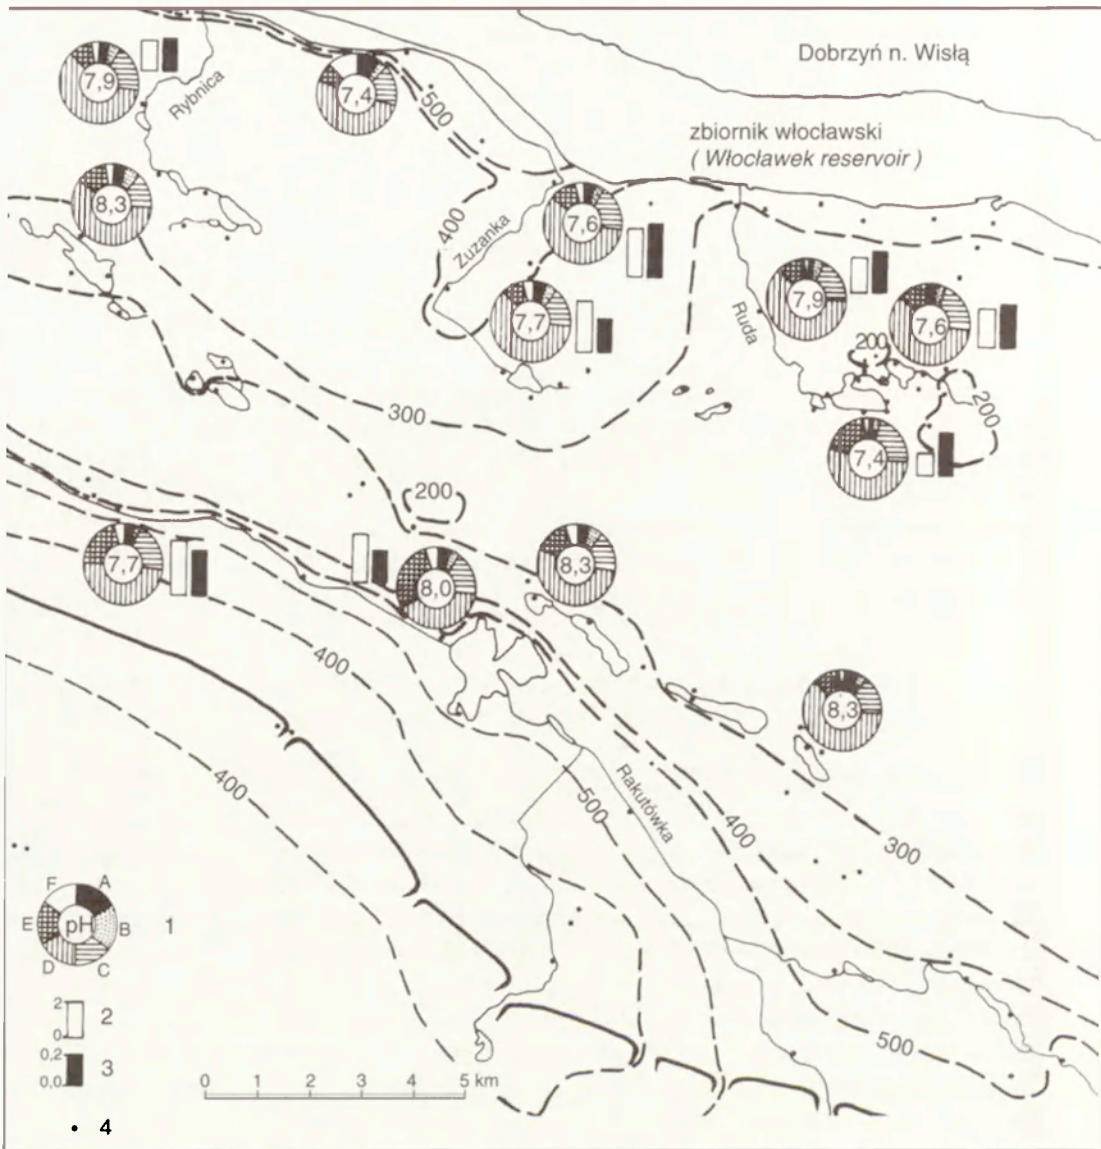 Dobrzyń n. Wisłą
zbiornik włocławski
( Włocławek reservoir )
7,9
Rybnica
7,4
500
8,3
400
Zuzanka
7,6
7,7
Ruda
7,9
7,6
200
200
300
7,4
200
7,7
8,0
8,3
400
8,3
400
500
Rakutówka
400
300
500
F
A
E
pH
B
D
C
1
2
0
2
0,2
0,0
3
0 1 2 3 4 5 km
4